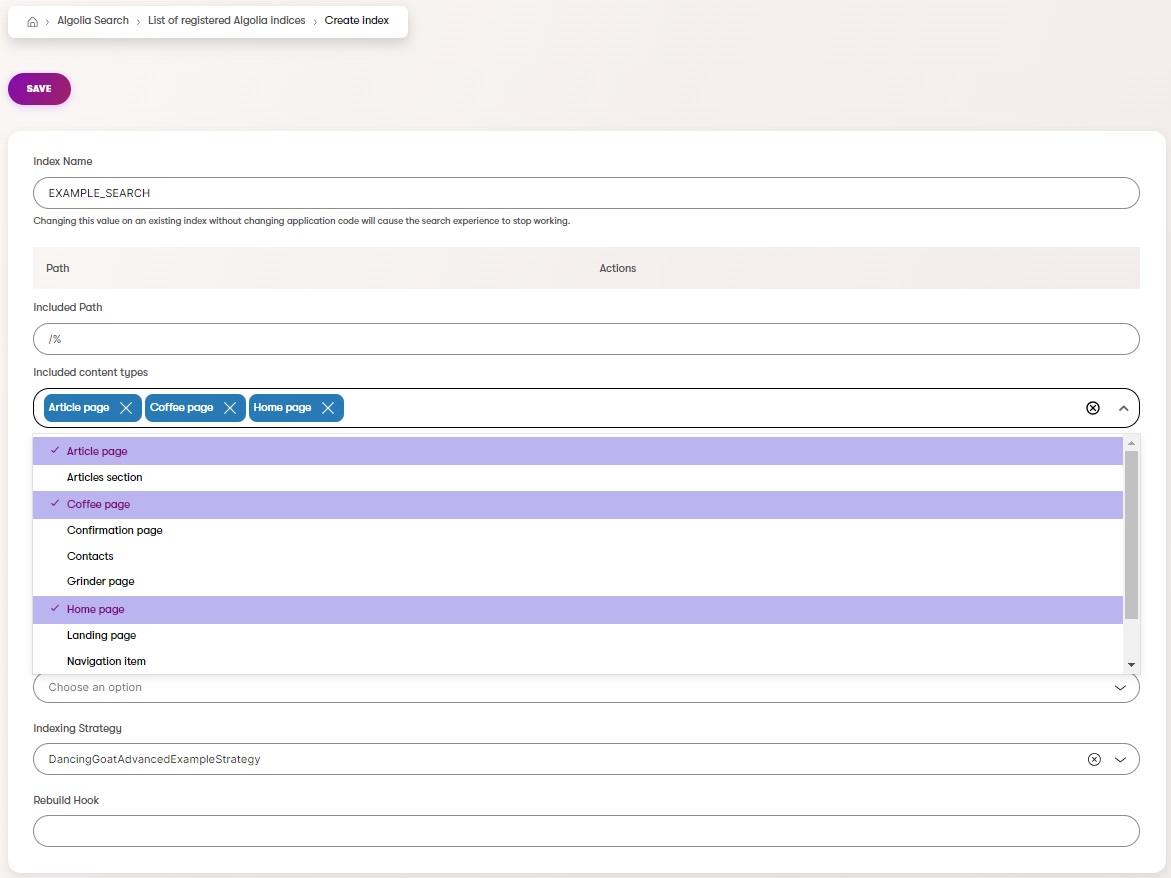 Algolia Search List of registered Algolia indices Create index
SAVE
Index Name
EXAMPLE_SEARCH
Changing this value on an existing index without changing application code will cause the search experience to stop working.
Path Actions
Included Path
/%
Included content types
Article page Coffee page Home page
Article page
Articles section
Coffee page
Confirmation page
Contacts
Grinder page
Home page
Landing page
Navigation item
Choose an option
Indexing Strategy
DancingGoatAdvancedExampleStrategy
Rebuild Hook